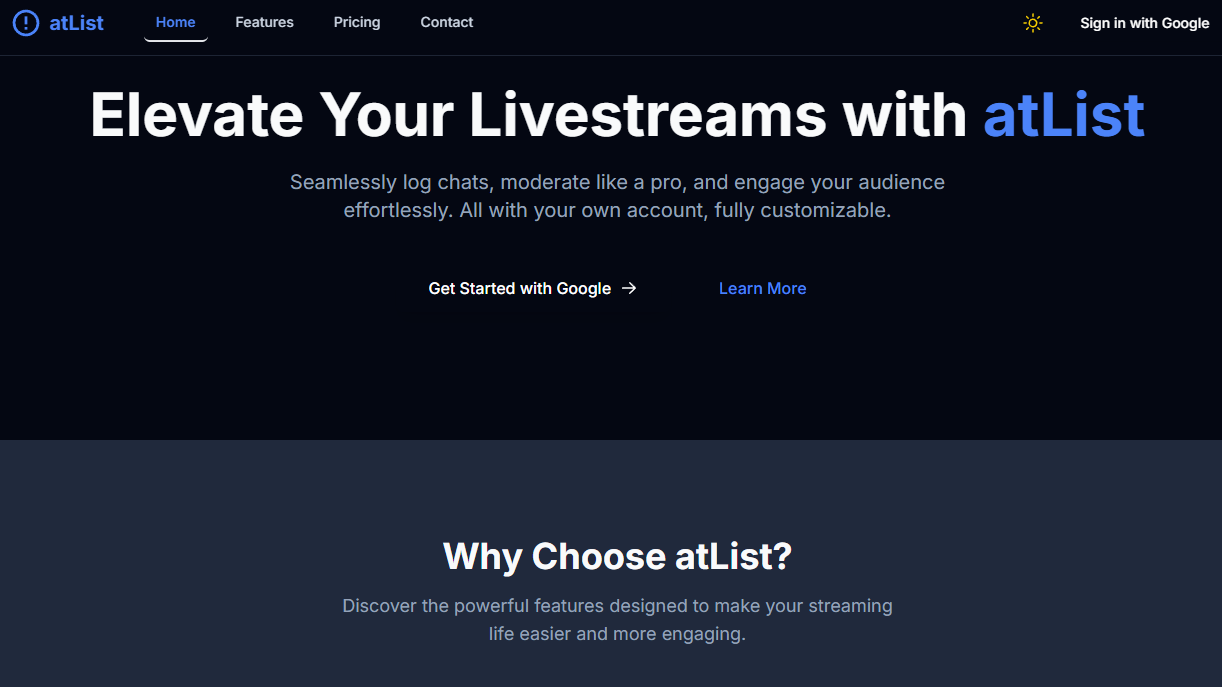 atList
Home
Features
Pricing
Contact
Sign in with Google
Elevate Your Livestreams with atList
Seamlessly log chats, moderate like a pro, and engage your audience
effortlessly. All with your own account, fully customizable.
Get Started with Google →
Learn More
Why Choose atList?
Discover the powerful features designed to make your streaming
life easier and more engaging.